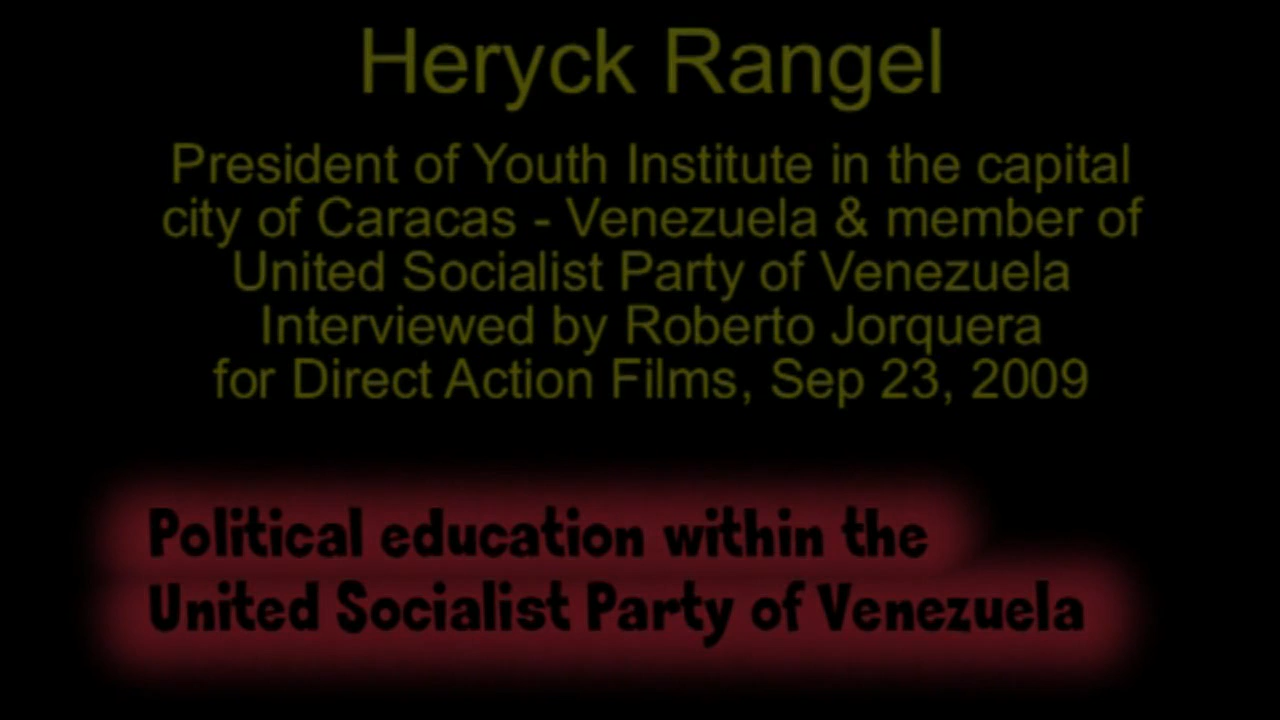 Heryck Rangel
President of Youth Institute in the capital
city of Caracas - Venezuela & member of
United Socialist Party of Venezuela
Interviewed by Roberto Jorquera
for Direct Action Films, Sep 23, 2009
Political education within the
United Socialist Party of Venezuela